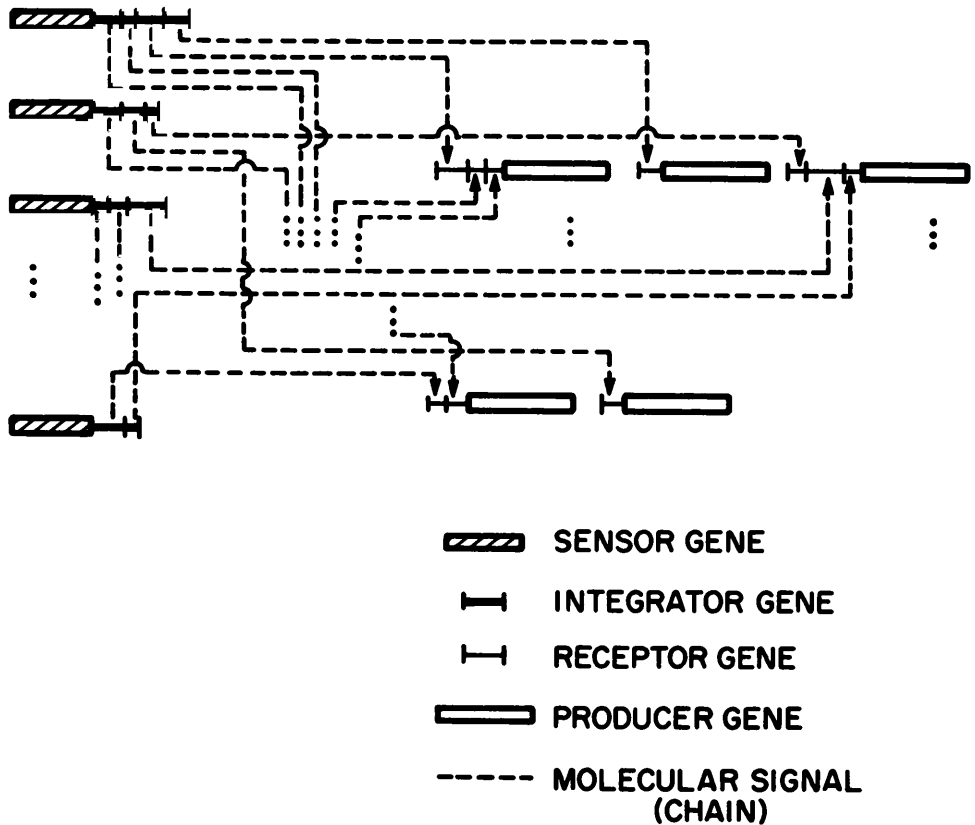 SENSOR GENE
INTEGRATOR GENE
RECEPTOR GENE
PRODUCER GENE
MOLECULAR SIGNAL
(CHAIN)